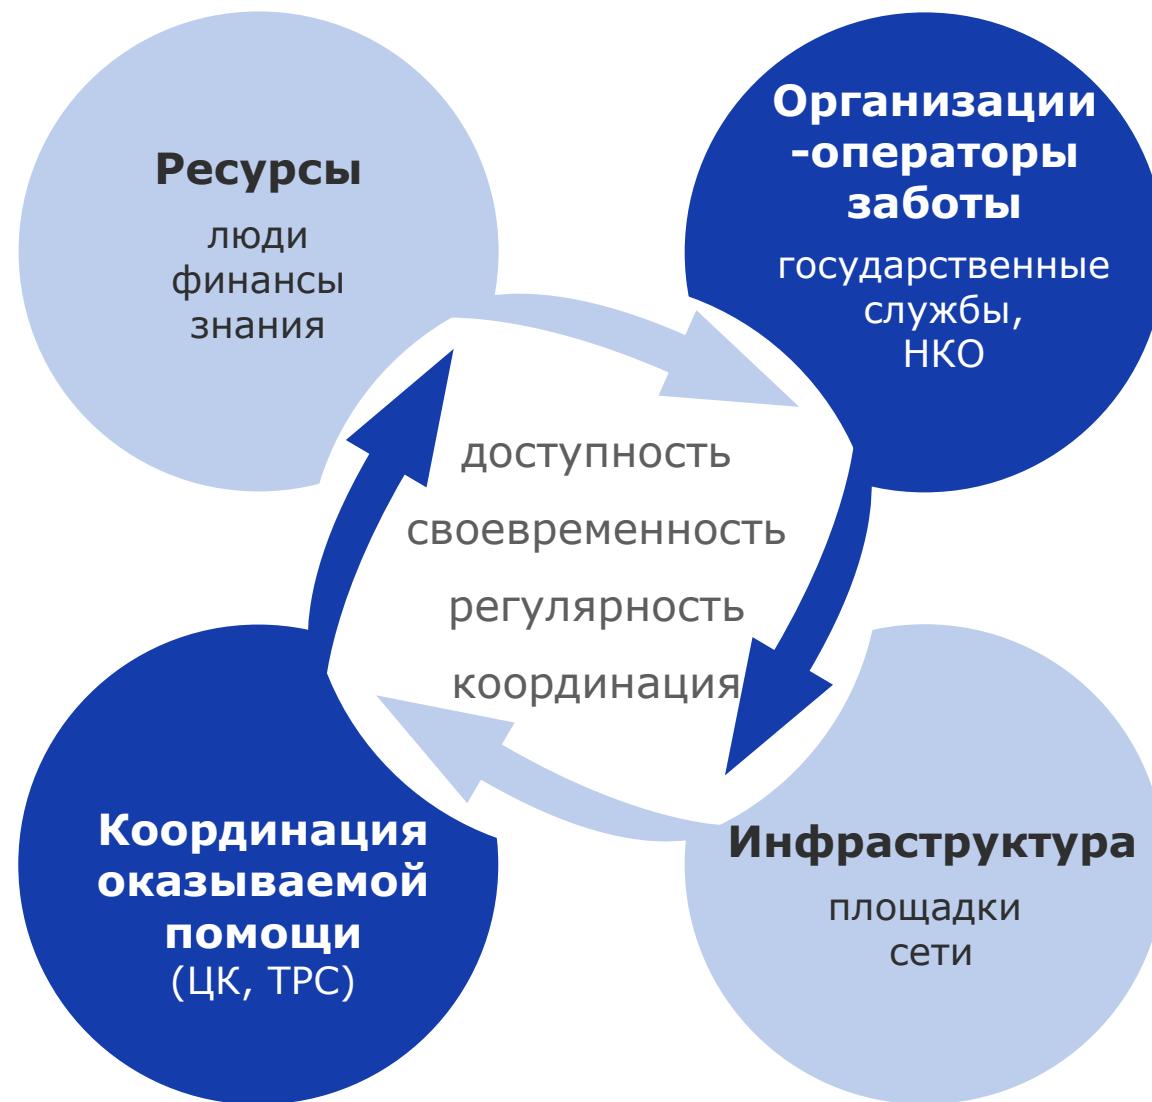 Ресурсы
люди
финансы
знания
Организации
-операторы
заботы
государственные
службы,
НКО
доступность
своевременность
регулярность
координация
Координация
оказываемой
помощи
(ЦК, ТРС)
Инфраструктура
площадки
сети